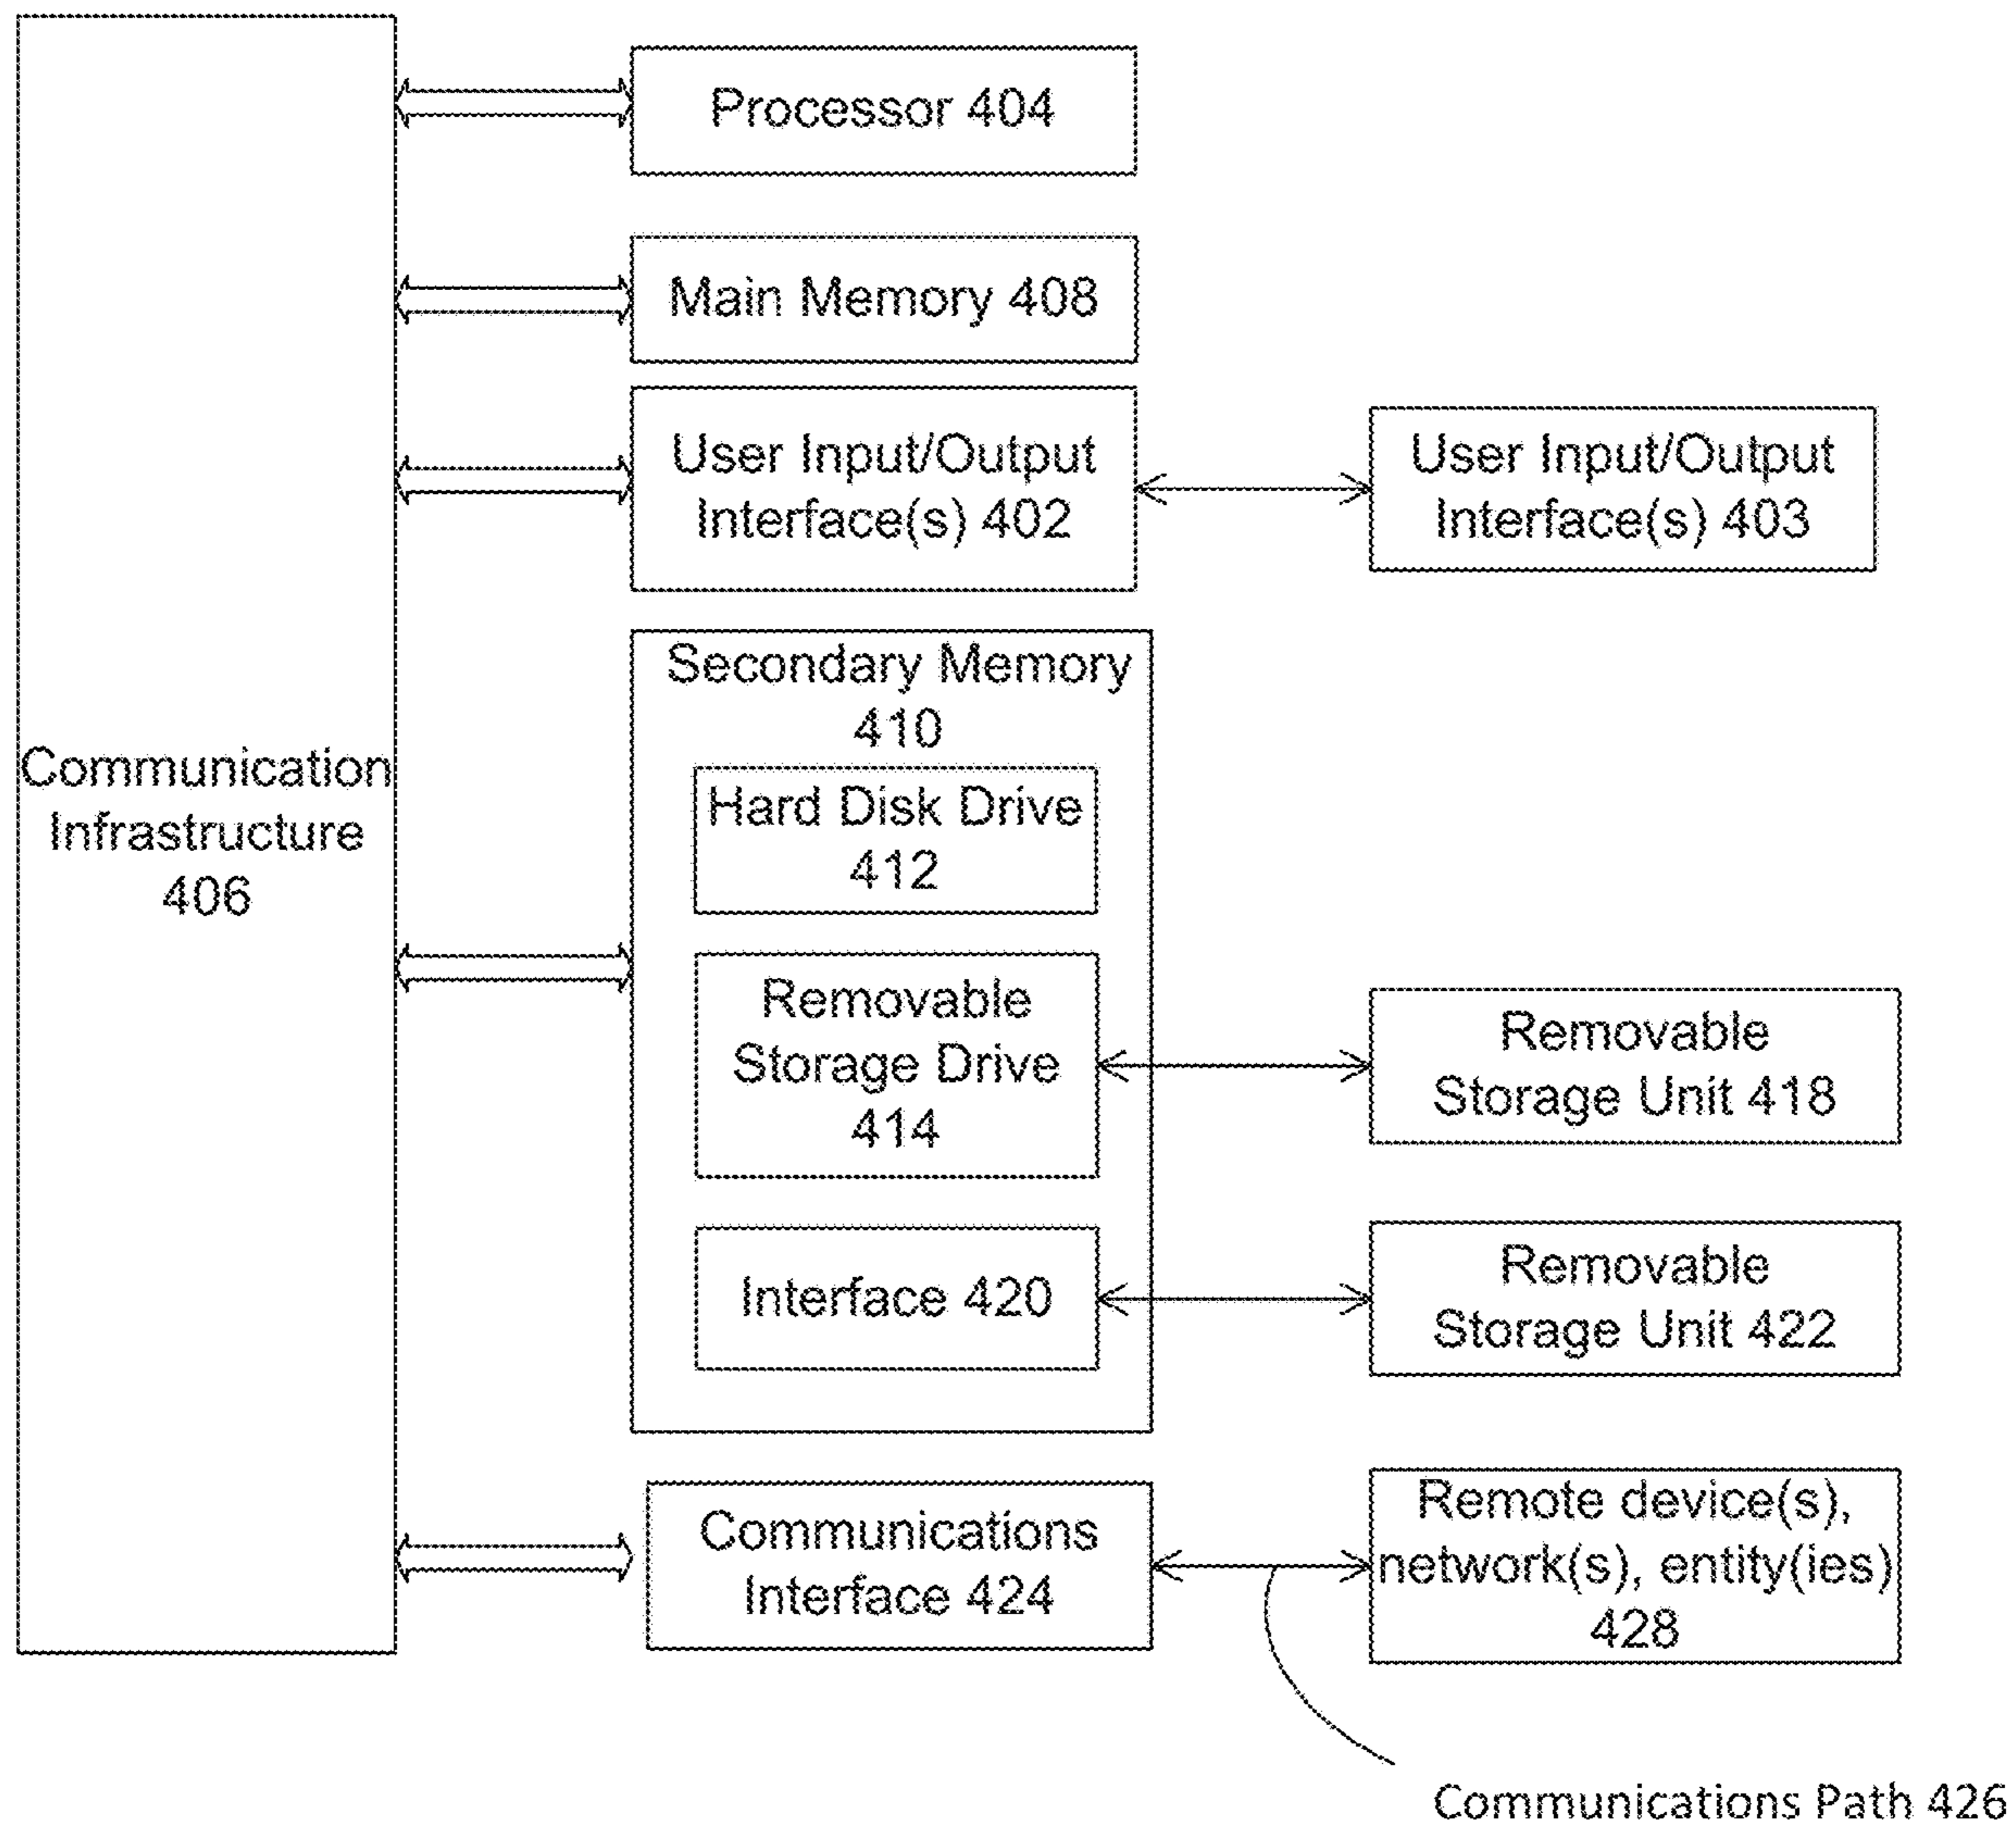 Communication
Infrastructure
406
Processor 404
Main Memory 408
User Input/Output
Interface(s) 402
User Input/Output
Interface(s) 403
Secondary Memory
410
Hard Disk Drive
412
Removable
Storage Drive
414
Removable
Storage Unit 418
Interface 420
Removable
Storage Unit 422
Communications
Interface 424
Remote device(s),
network(s), entity(ies)
428
Communications Path 426